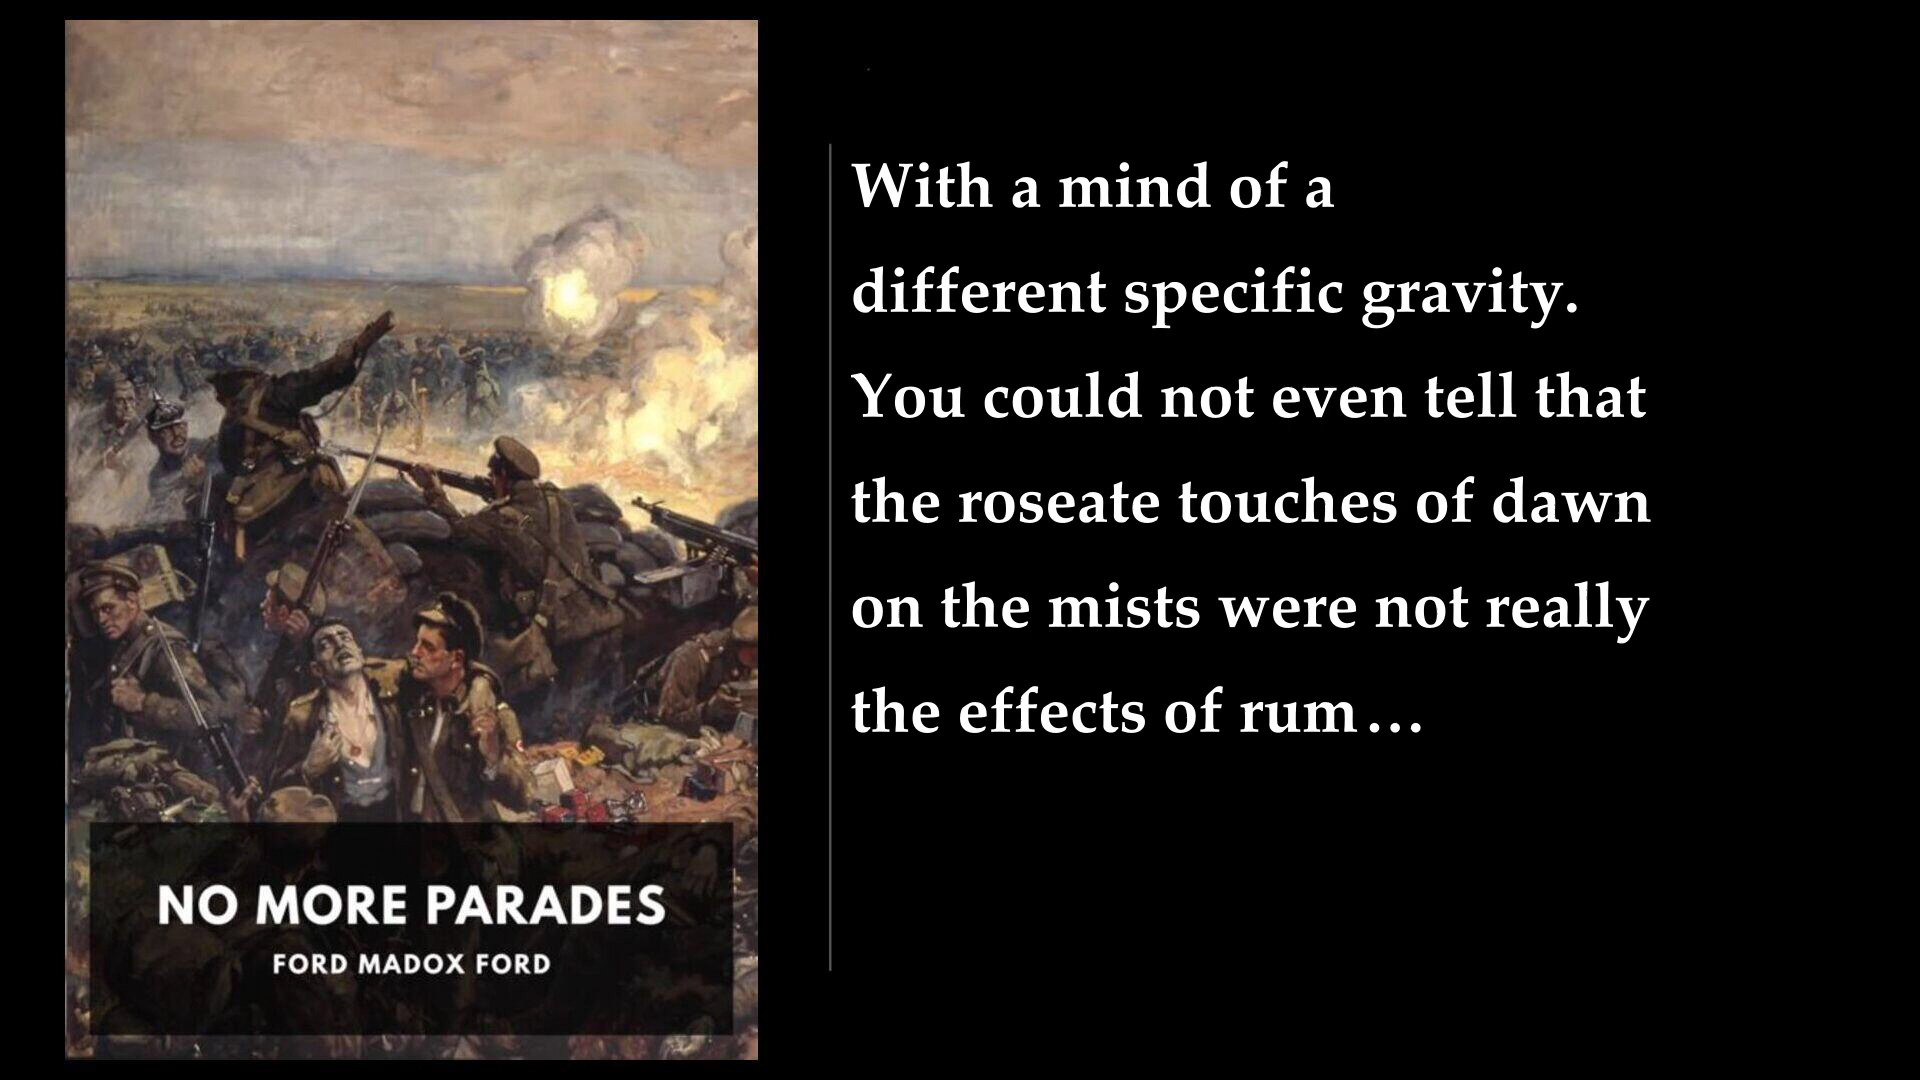 With a mind of a
different specific gravity.
You could not even tell that
the roseate touches of dawn
on the mists were not really
the effects of rum…
NO MORE PARADES
FORD MADOX FORD